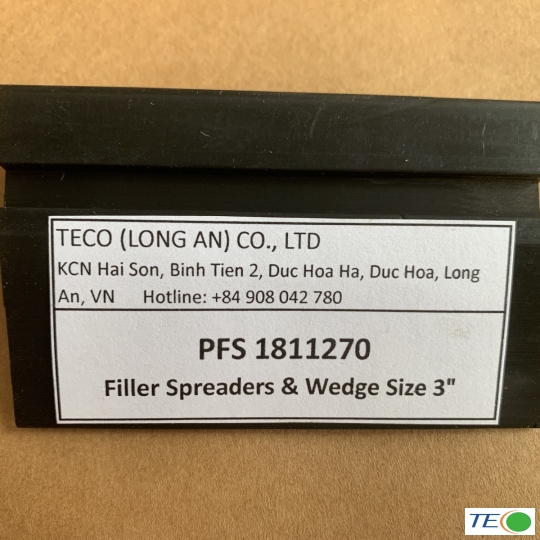 TECO (LONG AN) CO., LTD
KCN Hai Son, Binh Tien 2, Duc Hoa Ha, Duc Hoa, Long
An, VN Hotline: +84 908 042 780
PFS 1811270
Filler Spreaders & Wedge Size 3"
TECO